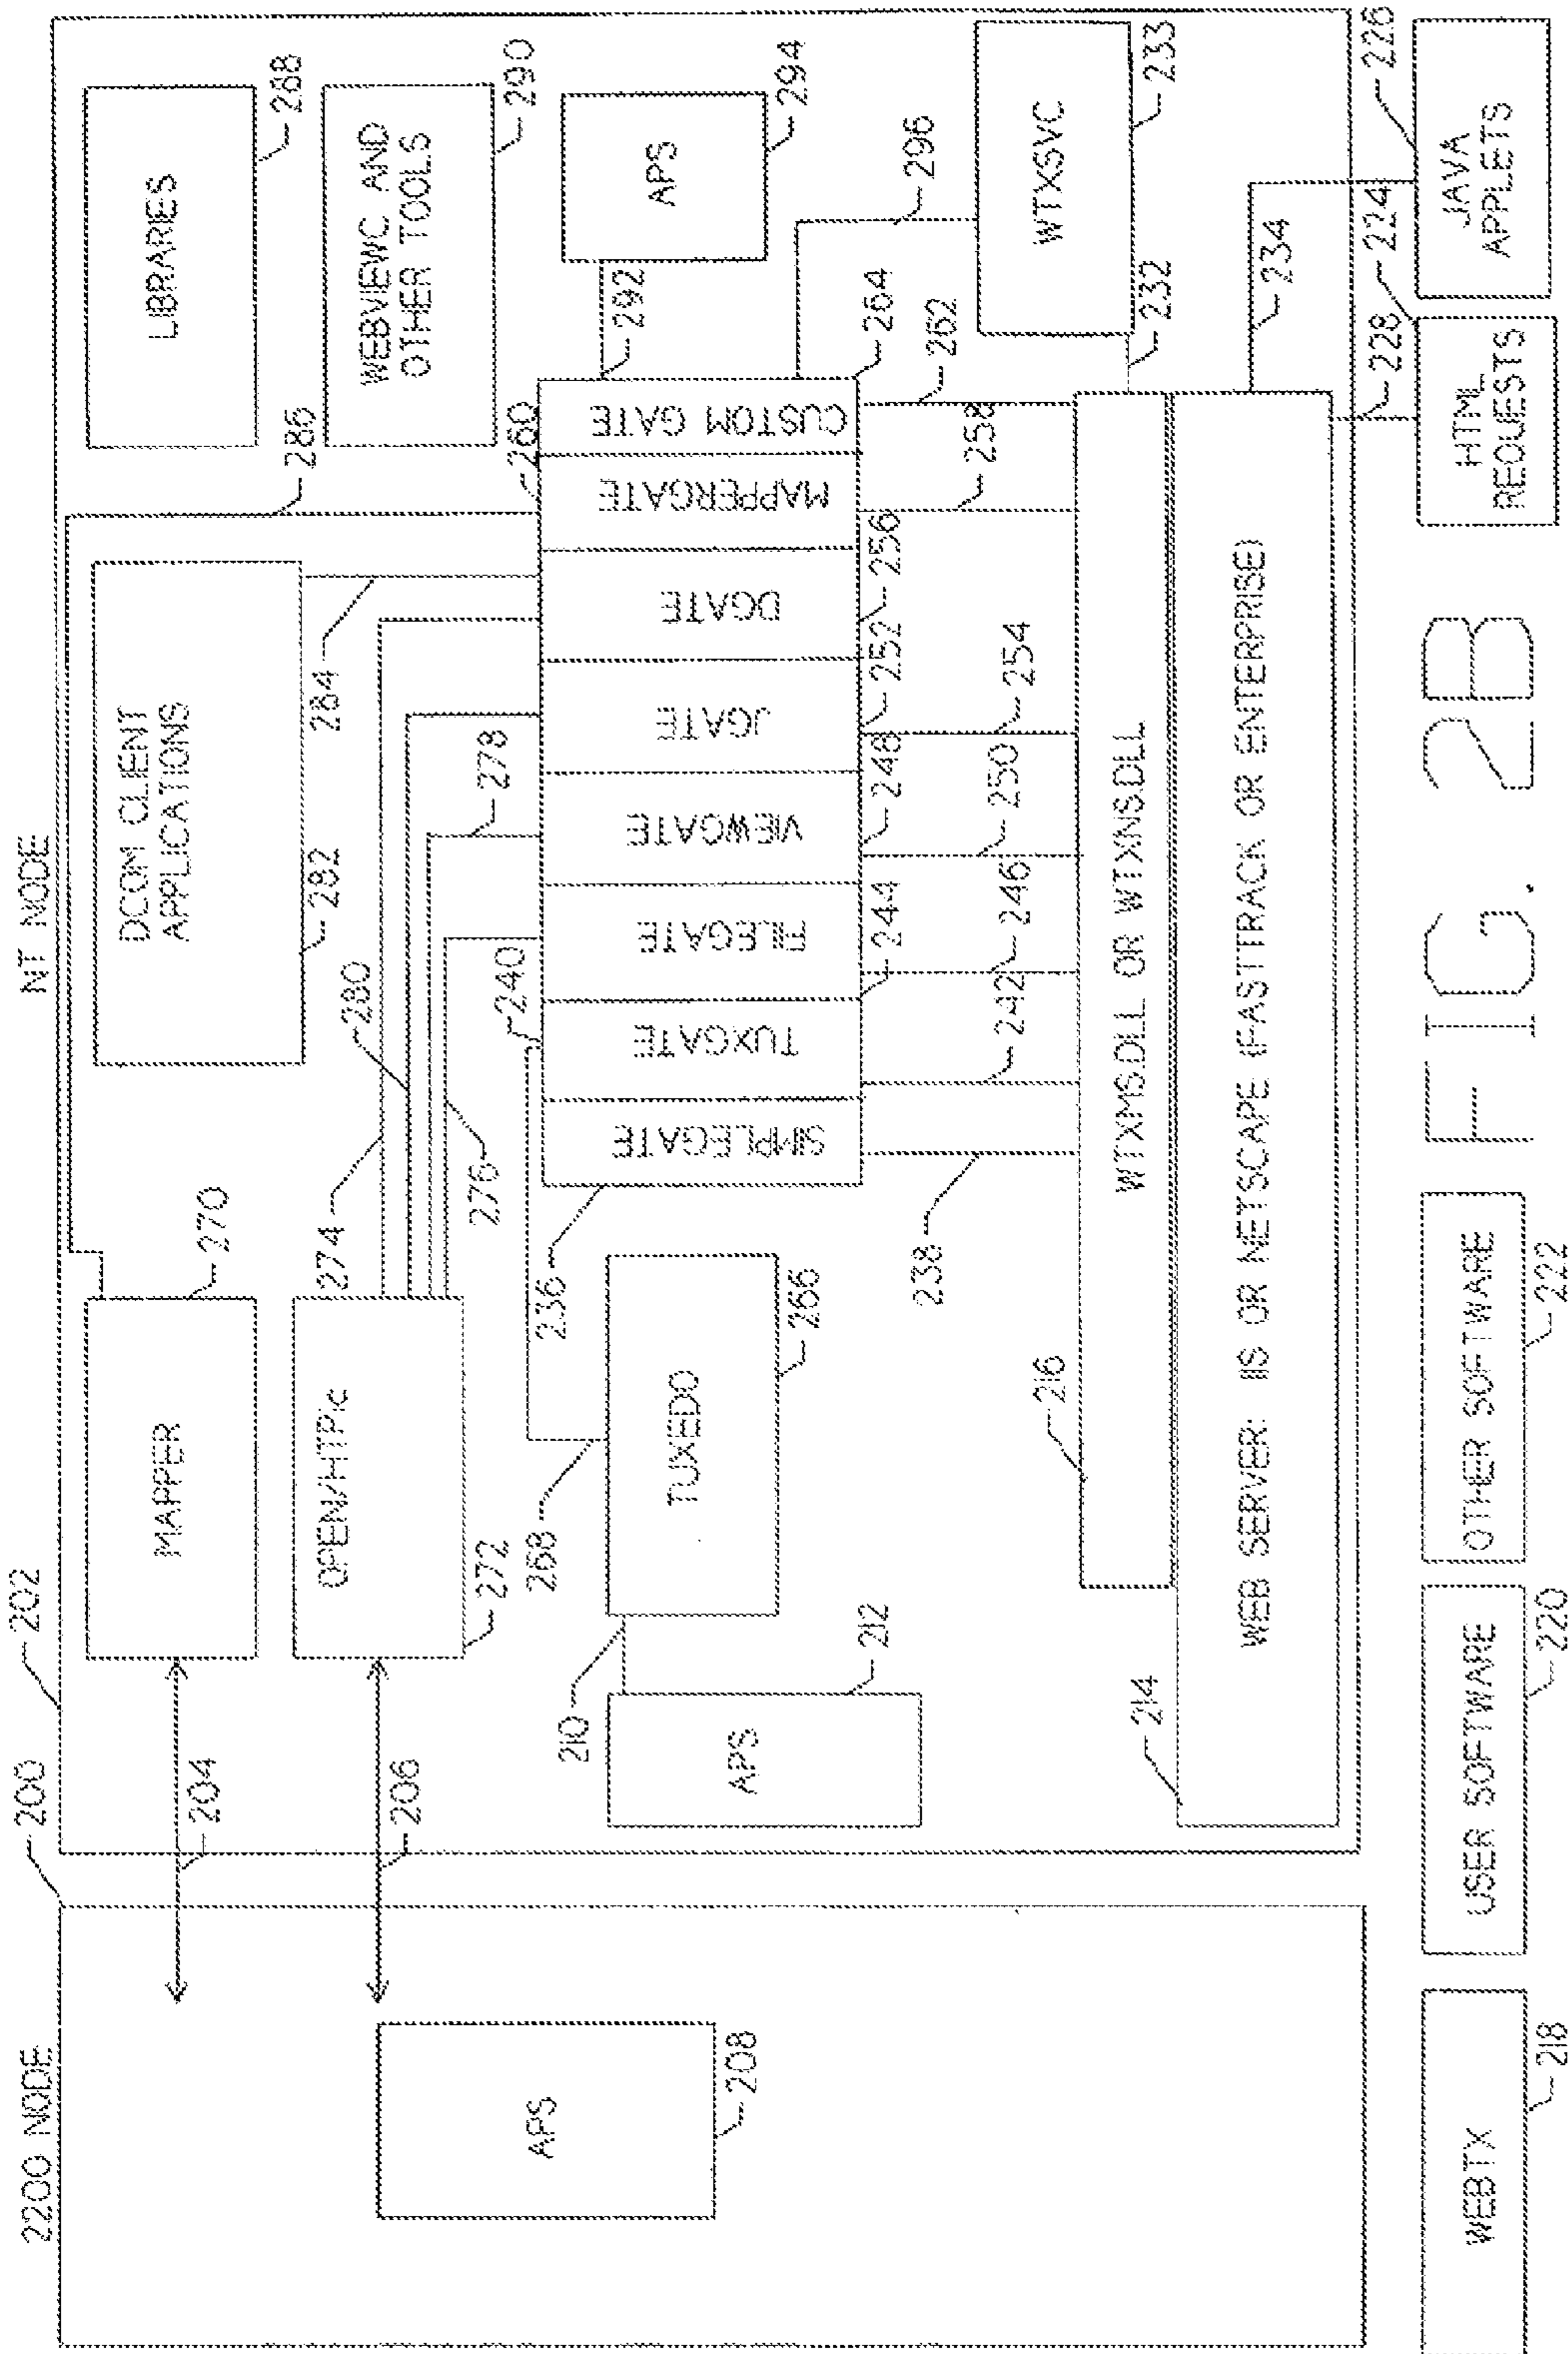 2200 NODE
200
202
NT NODE
MAPPER
270
204
OPEN/HTPic
272
206
APS
208
DCOM CLIENT
APPLICATIONS
282
284
286
LIBRARIES
288
WEBVIEWC AND
OTHER TOOLS
290
274
280
276
278
240
260
268
236
SIMPLEGATE
TUXGATE
FILEGATE
VIEWGATE
JGATE
DGATE
MAPPERGATE
CUSTOM GATE
292
APS
294
296
264
TUXEDO
266
210
APS
212
244
248
252
256
238
242
246
250
254
258
262
232
WTXSVC
233
216
WTXMS.DLL OR WTXNS.DLL
214
WEB SERVER: IIS OR NETSCAPE (FASTTRACK OR ENTERPRISE)
234
228
224
226
WEBTX
218
USER SOFTWARE
220
OTHER SOFTWARE
222
HTML
REQUESTS
JAVA
APPLETS
FIG. 2B